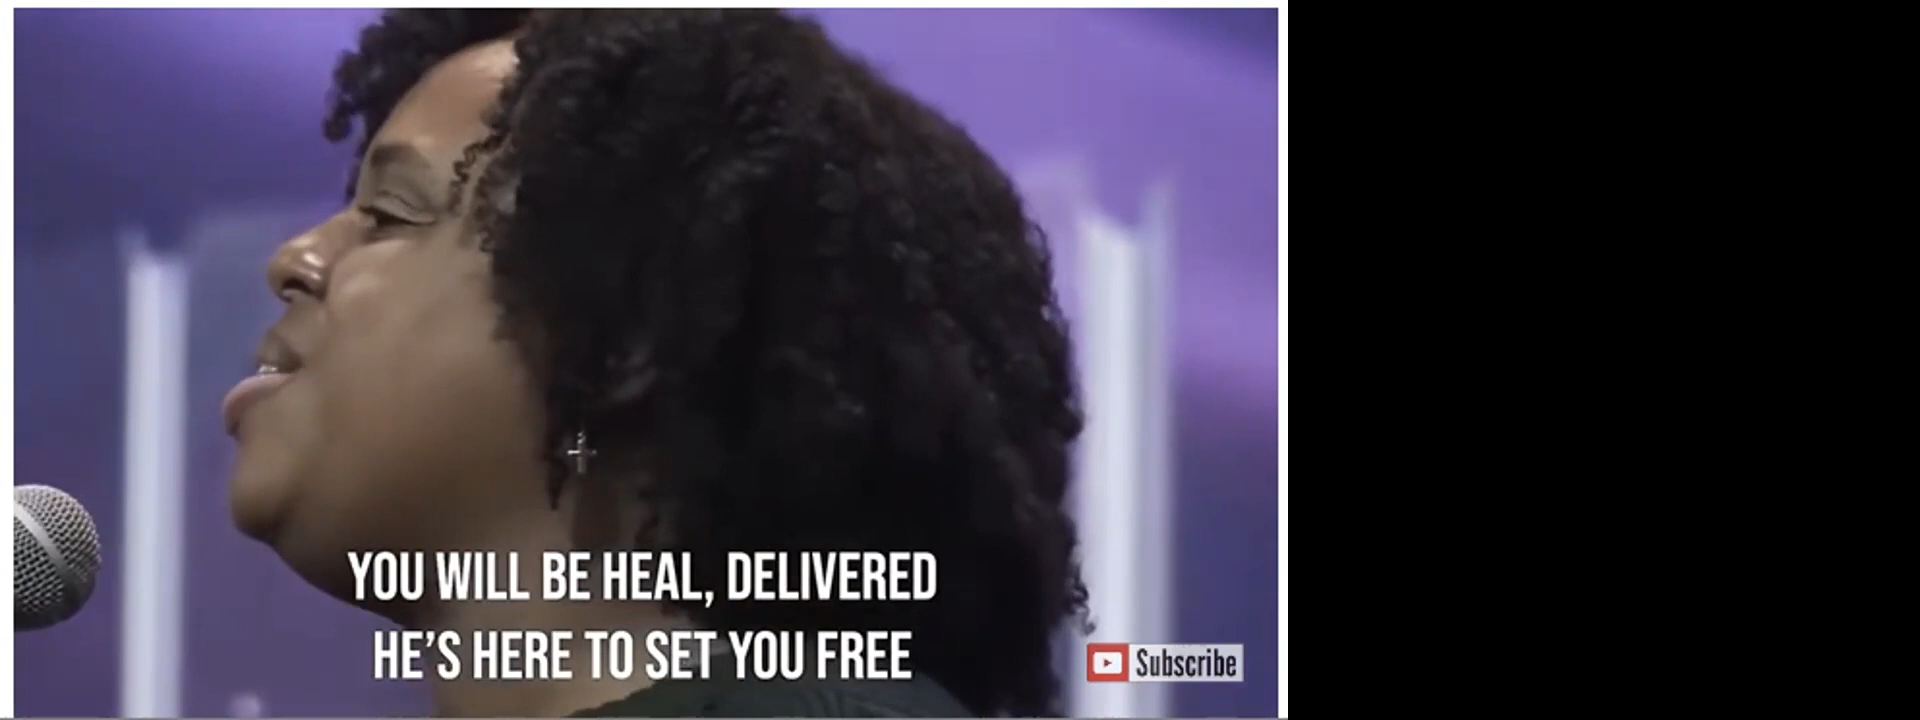 YOU WILL BE HEAL, DELIVERED
HE'S HERE TO SET YOU FREE
Subscribe